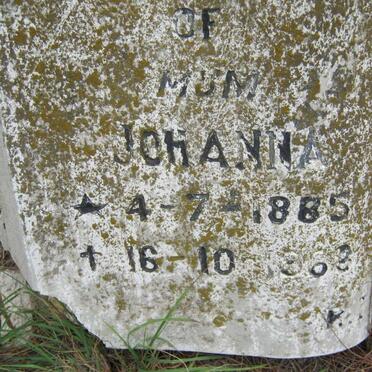 OF
MUM
JOHANNA
★ 4-7-1885
† 16-10
K.